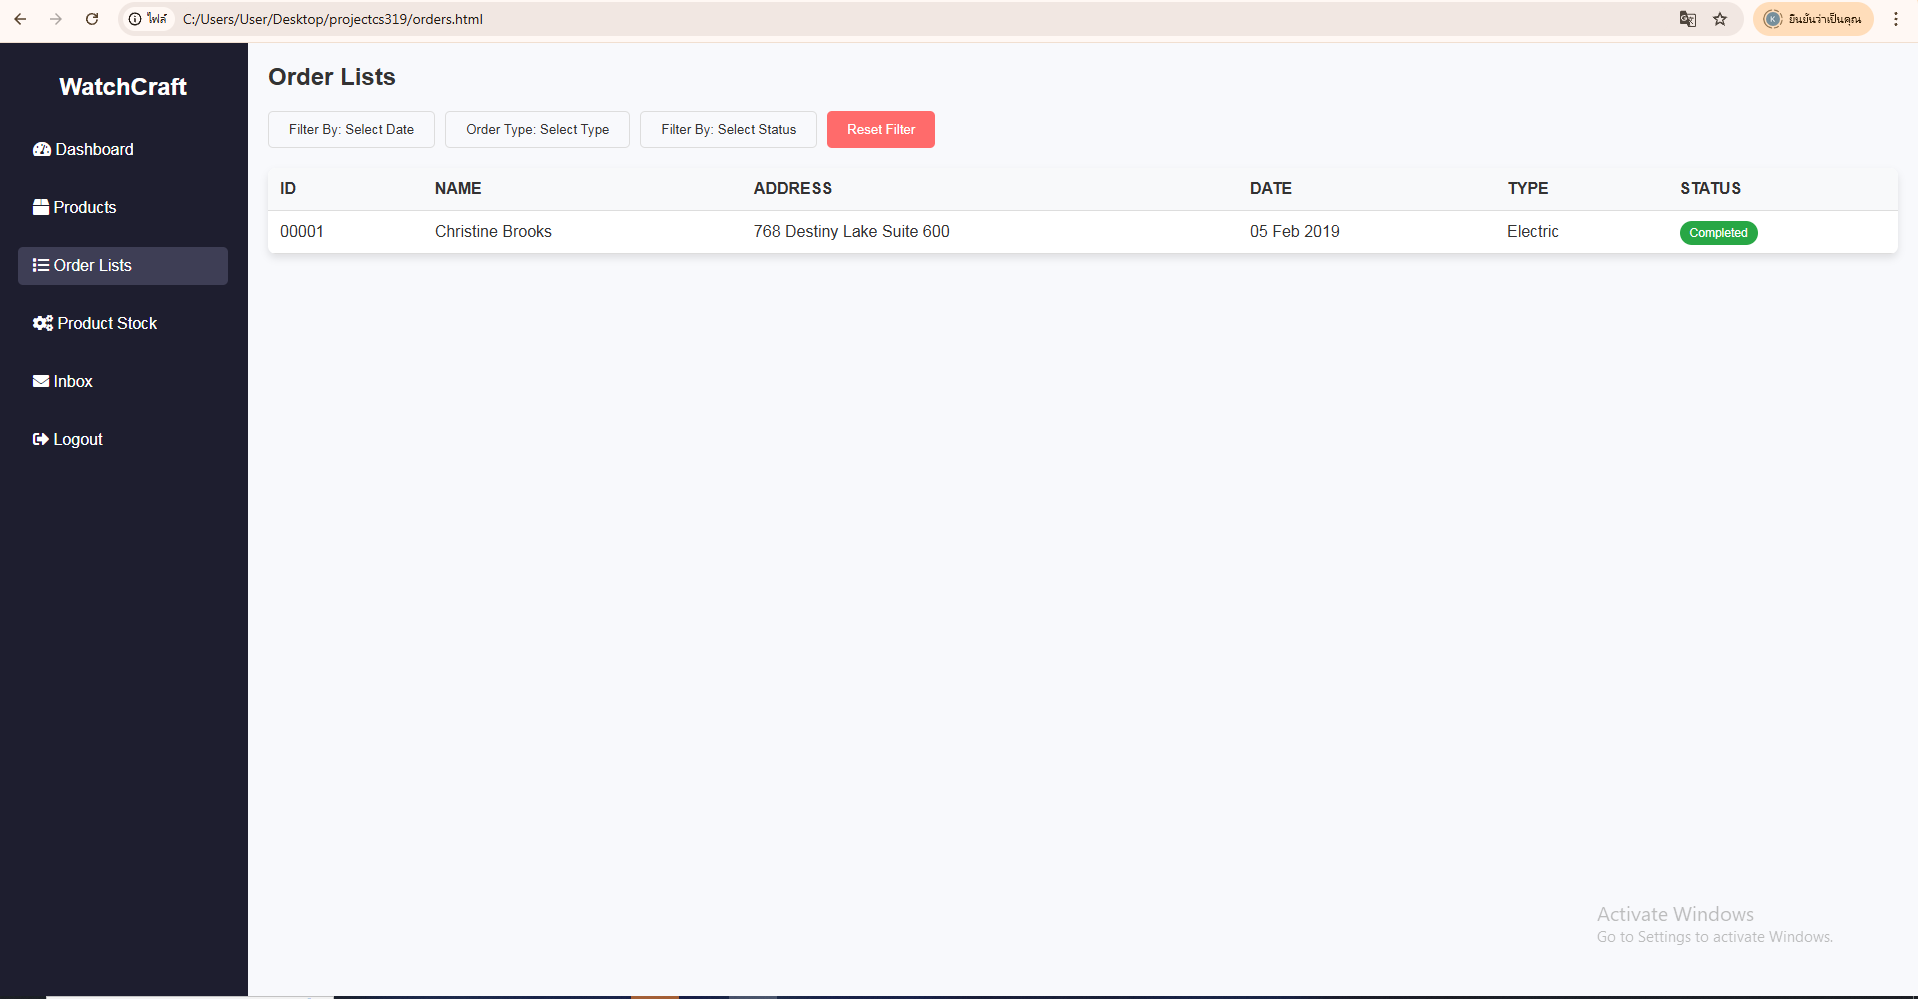 ไฟล์ C:/Users/User/Desktop/projectcs319/orders.html K ยืนยันว่าเป็นคุณ
WatchCraft
Dashboard
Products
Order Lists
Product Stock
Inbox
Logout
Order Lists
Filter By: Select Date Order Type: Select Type Filter By: Select Status Reset Filter
ID NAME ADDRESS DATE TYPE STATUS
00001 Christine Brooks 768 Destiny Lake Suite 600 05 Feb 2019 Electric Completed
Activate Windows
Go to Settings to activate Windows.